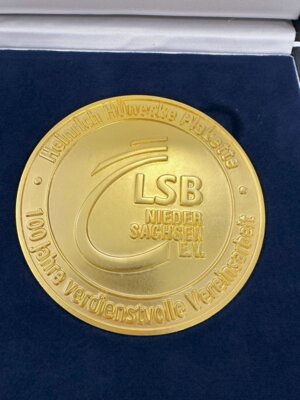 Heinrich Hünecke Plakette
LSB
NIEDER
SACHSEN
E.V.
100 Jahre verdienstvolle Vereinsarbeit